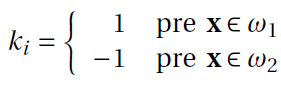 k_i = { 1 pre x ∈ ω_1
−1 pre x ∈ ω_2